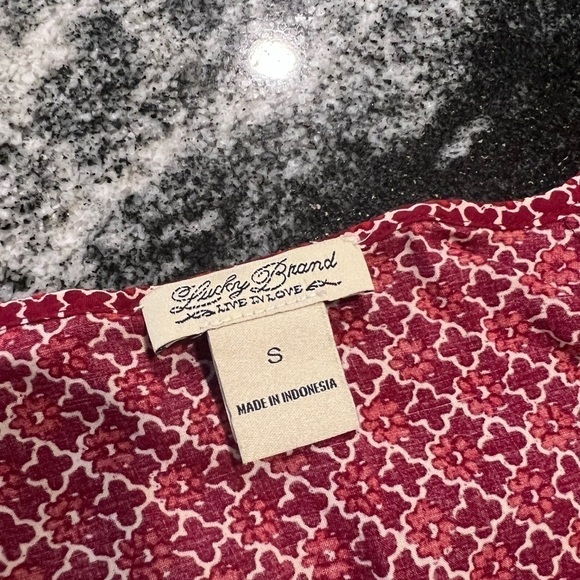 Lucky Brand
LIVE IN LOVE
S
MADE IN INDONESIA